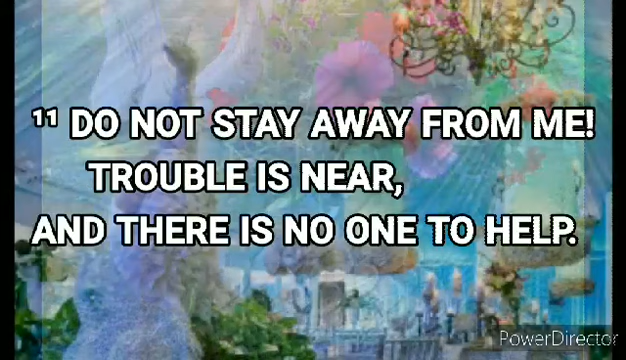 ¹¹ DO NOT STAY AWAY FROM ME!
TROUBLE IS NEAR,
AND THERE IS NO ONE TO HELP.
PowerDirector